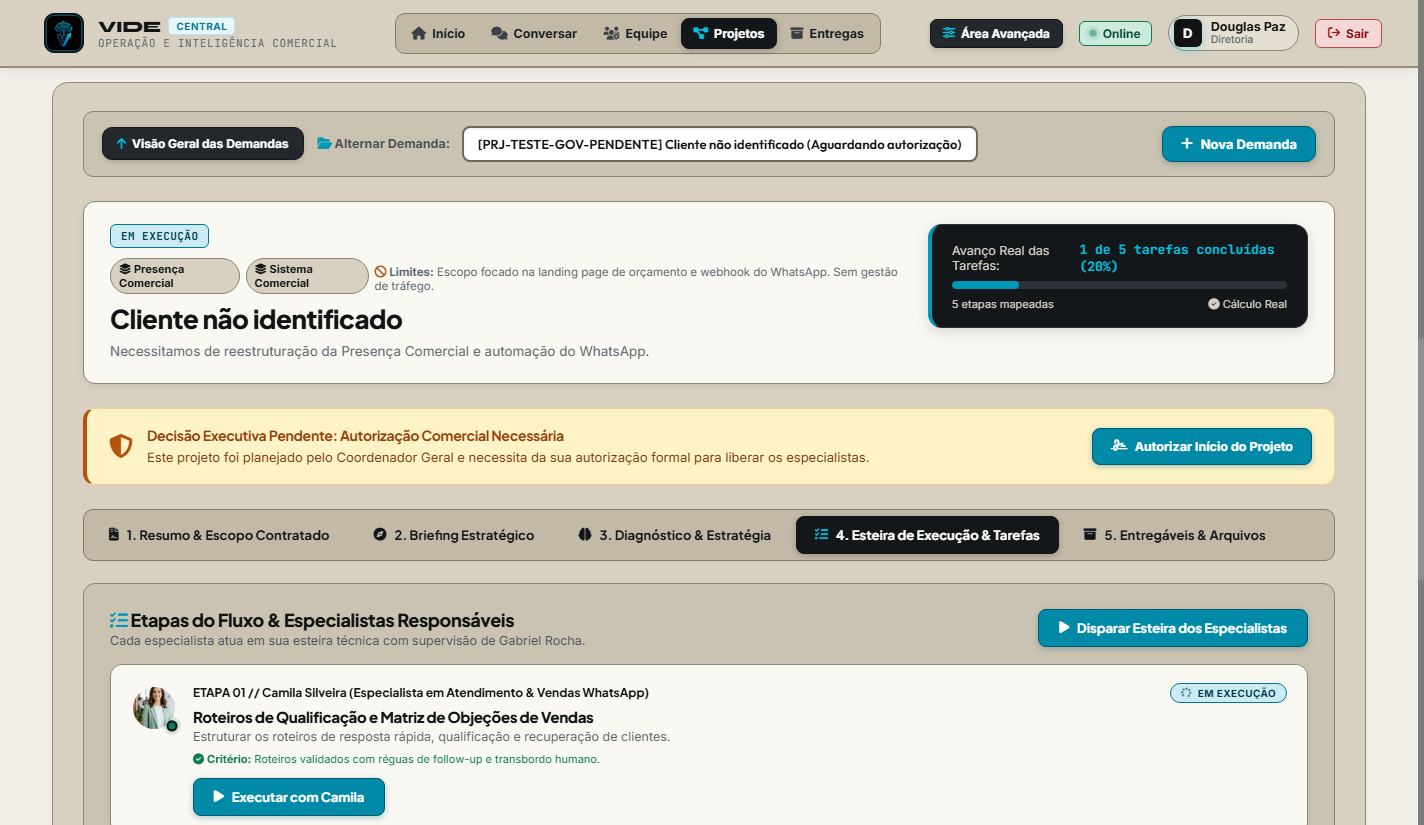 VIDE CENTRAL
OPERAÇÃO E INTELIGÊNCIA COMERCIAL
Início
Conversar
Equipe
Projetos
Entregas
Área Avançada
Online
D
Douglas Paz
Diretoria
Sair
Visão Geral das Demandas
Alternar Demanda:
[PRJ-TESTE-GOV-PENDENTE] Cliente não identificado (Aguardando autorização)
Nova Demanda
EM EXECUÇÃO
Presença
Comercial
Sistema
Comercial
Limites: Escopo focado na landing page de orçamento e webhook do WhatsApp. Sem gestão
de tráfego.
Cliente não identificado
Necessitamos de reestruturação da Presença Comercial e automação do WhatsApp.
Avanço Real das
Tarefas:
1 de 5 tarefas concluídas
(20%)
5 etapas mapeadas
Cálculo Real
Decisão Executiva Pendente: Autorização Comercial Necessária
Este projeto foi planejado pelo Coordenador Geral e necessita da sua autorização formal para liberar os especialistas.
Autorizar Início do Projeto
1. Resumo & Escopo Contratado
2. Briefing Estratégico
3. Diagnóstico & Estratégia
4. Esteira de Execução & Tarefas
5. Entregáveis & Arquivos
Etapas do Fluxo & Especialistas Responsáveis
Cada especialista atua em sua esteira técnica com supervisão de Gabriel Rocha.
Disparar Esteira dos Especialistas
ETAPA 01 // Camila Silveira (Especialista em Atendimento & Vendas WhatsApp)
EM EXECUÇÃO
Roteiros de Qualificação e Matriz de Objeções de Vendas
Estruturar os roteiros de resposta rápida, qualificação e recuperação de clientes.
Critério: Roteiros validados com réguas de follow-up e transbordo humano.
Executar com Camila